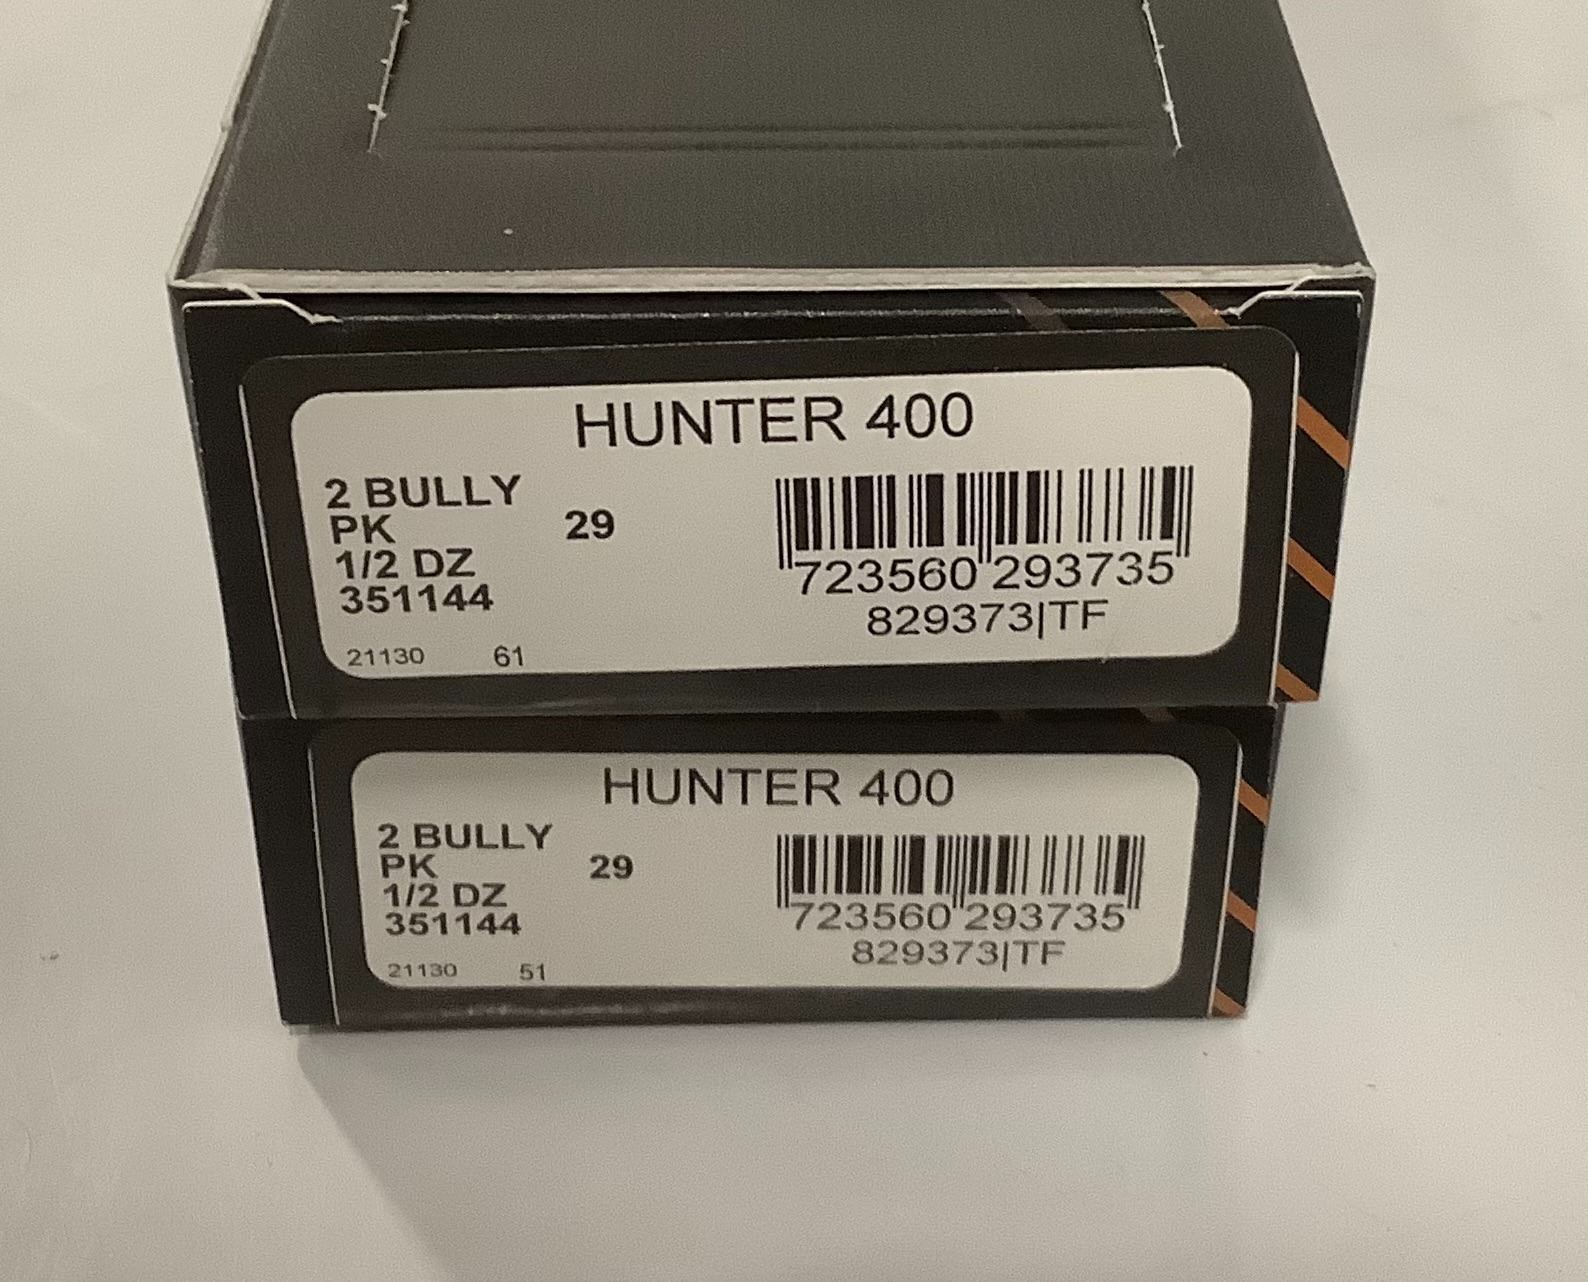 HUNTER 400
2 BULLY
PK
1/2 DZ
351144
29
723560 293735
829373|TF
21130 61
HUNTER 400
2 BULLY
PK
1/2 DZ
351144
29
723560 293735
829373|TF
21130 51